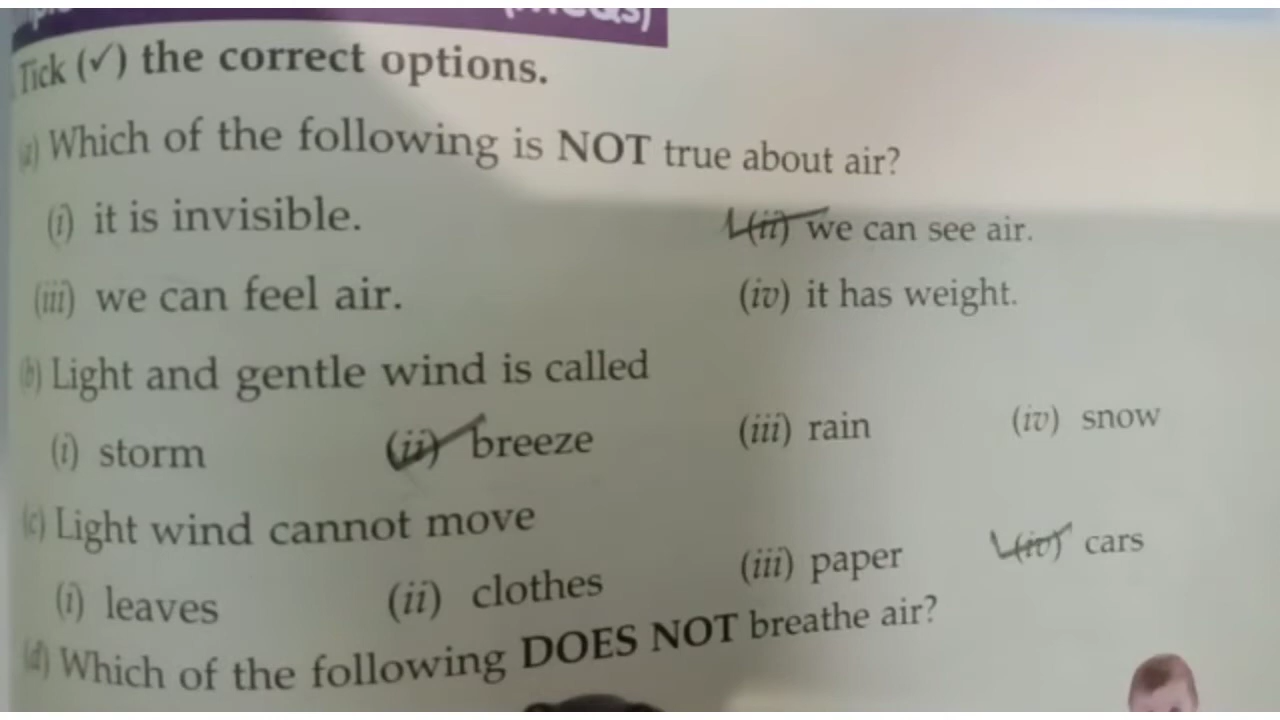 Tick (✓) the correct options.
(a) Which of the following is NOT true about air?
(i) it is invisible. (ii) we can see air.
(iii) we can feel air. (iv) it has weight.
(b) Light and gentle wind is called
(i) storm (ii) breeze (iii) rain (iv) snow
(c) Light wind cannot move
(i) leaves (ii) clothes (iii) paper (iv) cars
(d) Which of the following DOES NOT breathe air?